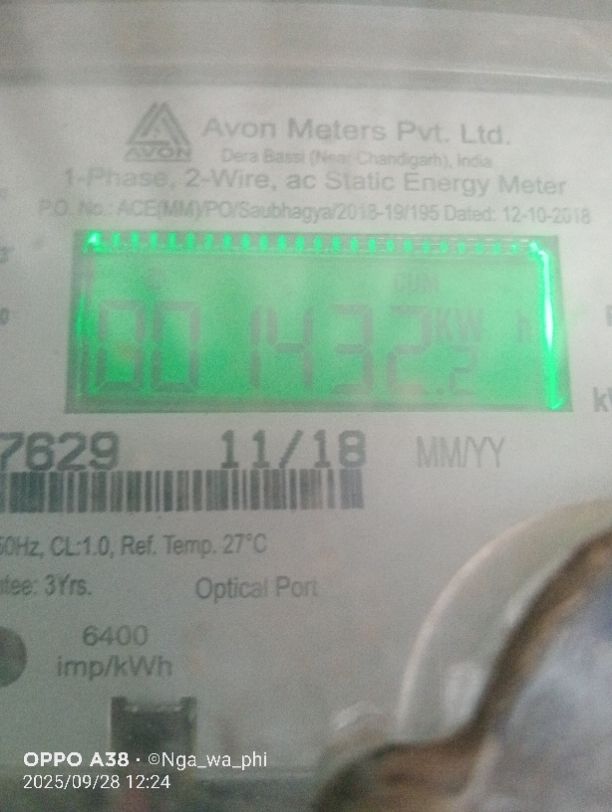 AVON
Avon Meters Pvt. Ltd.
Dera Bassi (Near Chandigarh), India
1-Phase, 2-Wire, ac Static Energy Meter
P.O. No.: ACE(MM)/PO/Saubhagya/2018-19/195 Dated: 12-10-2018
CUM
001432.2 KW h
7629 11/18 MM/YY
50Hz, CL:1.0, Ref. Temp. 27°C
3Yrs. Optical Port
6400
imp/kWh
OPPO A38 · ©Nga_wa_phi
2025/09/28 12:24